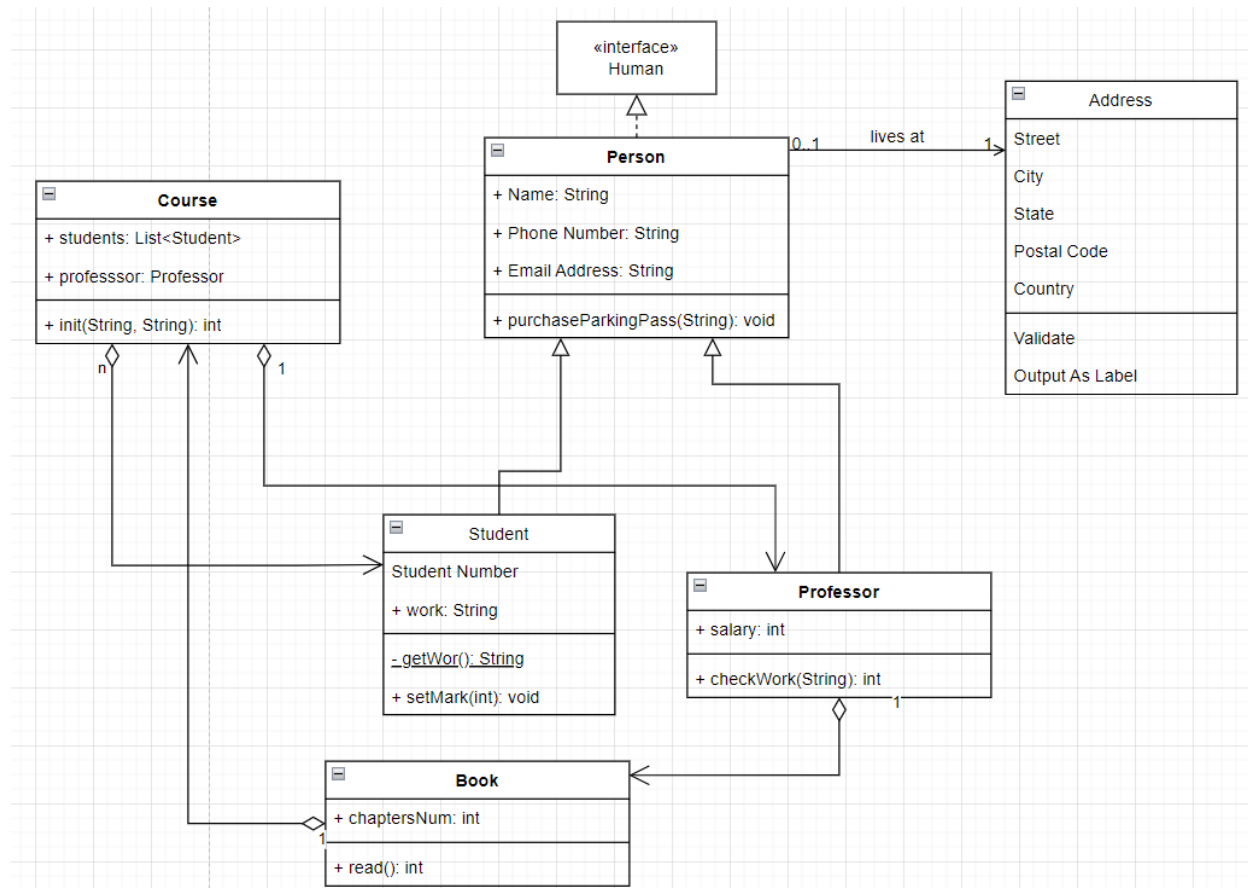 «interface»
Human
Address
Street
City
State
Postal Code
Country
Validate
Output As Label
Person
+ Name: String
+ Phone Number: String
+ Email Address: String
+ purchaseParkingPass(String): void
0..1
lives at
1
Course
+ students: List<Student>
+ professsor: Professor
+ init(String, String): int
n
1
Student
Student Number
+ work: String
- getWor(): String
+ setMark(int): void
Professor
+ salary: int
+ checkWork(String): int
1
Book
+ chaptersNum: int
+ read(): int
1